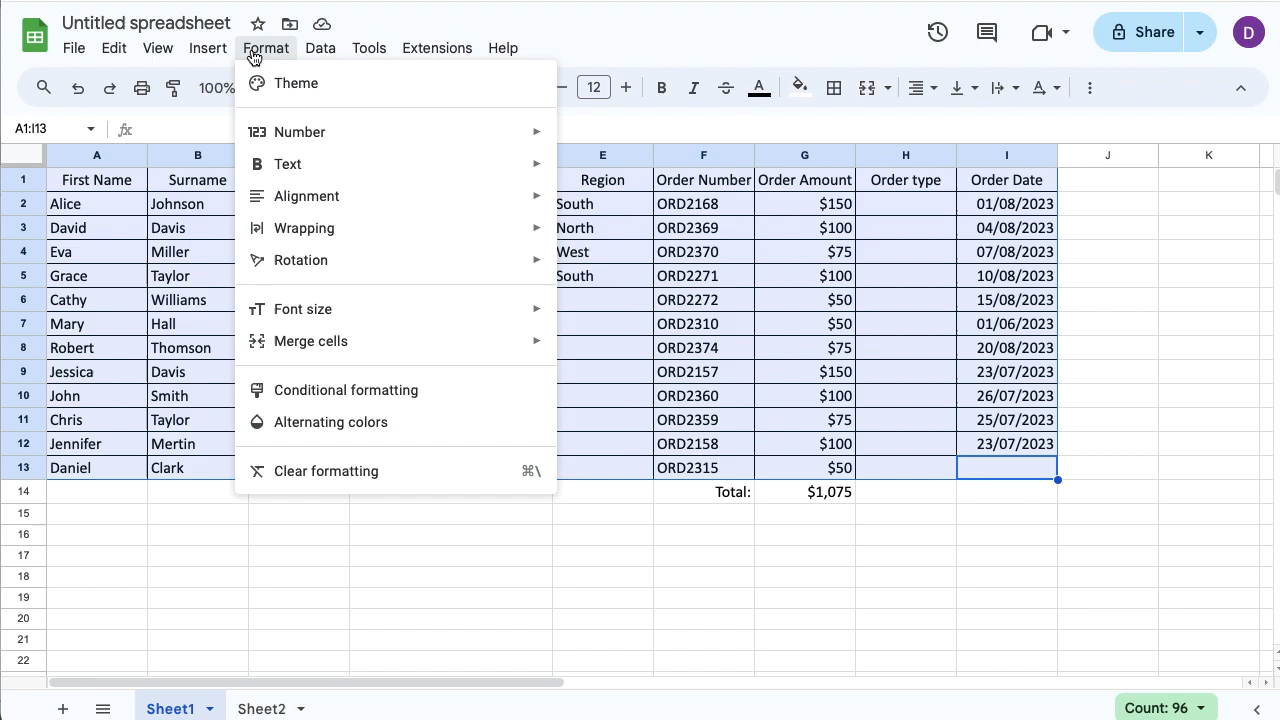 Untitled spreadsheet
File Edit View Insert Format Data Tools Extensions Help
Share
D
100%
12
B I A
A1:I13
Theme
123 Number
B Text
Alignment
Wrapping
Rotation
Font size
Merge cells
Conditional formatting
Alternating colors
Clear formatting ⌘\
A B E F G H I J K
1 First Name Surname Region Order Number Order Amount Order type Order Date
2 Alice Johnson South ORD2168 $150 01/08/2023
3 David Davis North ORD2369 $100 04/08/2023
4 Eva Miller West ORD2370 $75 07/08/2023
5 Grace Taylor South ORD2271 $100 10/08/2023
6 Cathy Williams ORD2272 $50 15/08/2023
7 Mary Hall ORD2310 $50 01/06/2023
8 Robert Thomson ORD2374 $75 20/08/2023
9 Jessica Davis ORD2157 $150 23/07/2023
10 John Smith ORD2360 $100 26/07/2023
11 Chris Taylor ORD2359 $75 25/07/2023
12 Jennifer Mertin ORD2158 $100 23/07/2023
13 Daniel Clark ORD2315 $50
14 Total: $1,075
15
16
17
18
19
20
21
22
Sheet1 Sheet2 Count: 96